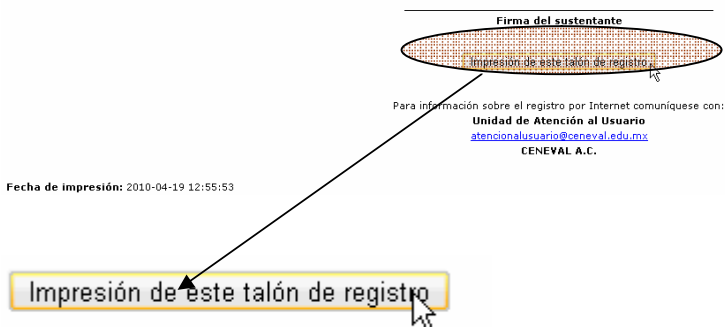 Firma del sustentante
Impresión de este talón de registro
Para información sobre el registro por Internet comuníquese con:
Unidad de Atención al Usuario
atencionalusuario@ceneval.edu.mx
CENEVAL A.C.
Fecha de impresión: 2010-04-19 12:55:53
Impresión de este talón de registro